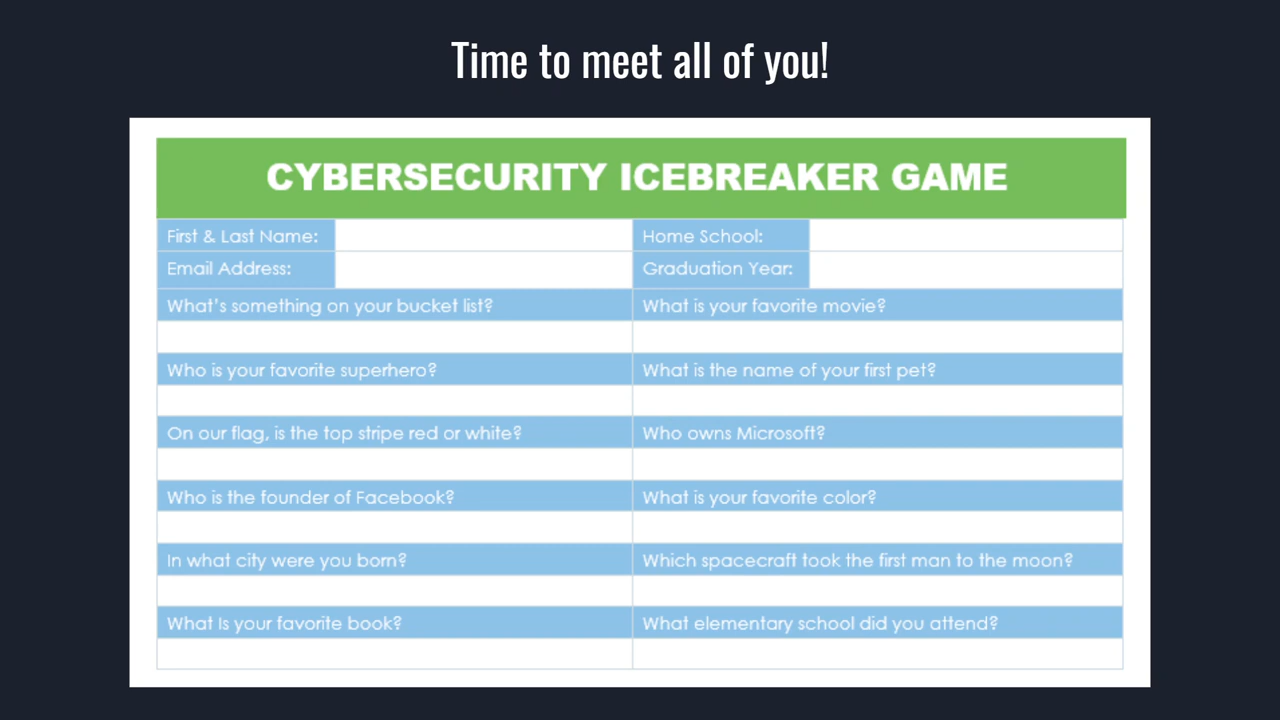 Time to meet all of you!
CYBERSECURITY ICEBREAKER GAME
First & Last Name: Home School:
Email Address: Graduation Year:
What's something on your bucket list? What is your favorite movie?
Who is your favorite superhero? What is the name of your first pet?
On our flag, is the top stripe red or white? Who owns Microsoft?
Who is the founder of Facebook? What is your favorite color?
In what city were you born? Which spacecraft took the first man to the moon?
What Is your favorite book? What elementary school did you attend?